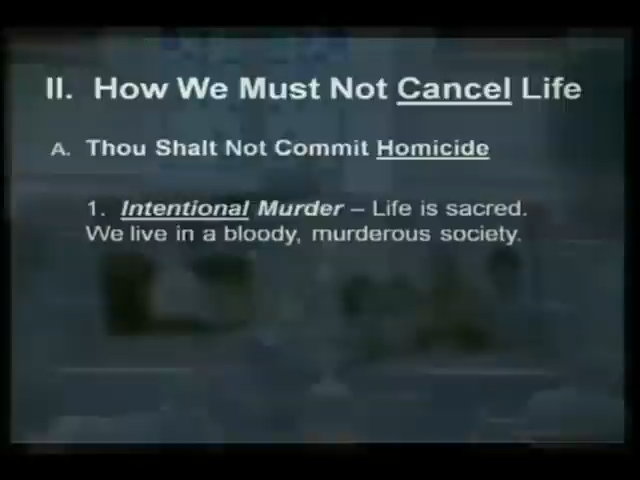 II. How We Must Not Cancel Life
A. Thou Shalt Not Commit Homicide
1. Intentional Murder – Life is sacred.
We live in a bloody, murderous society.